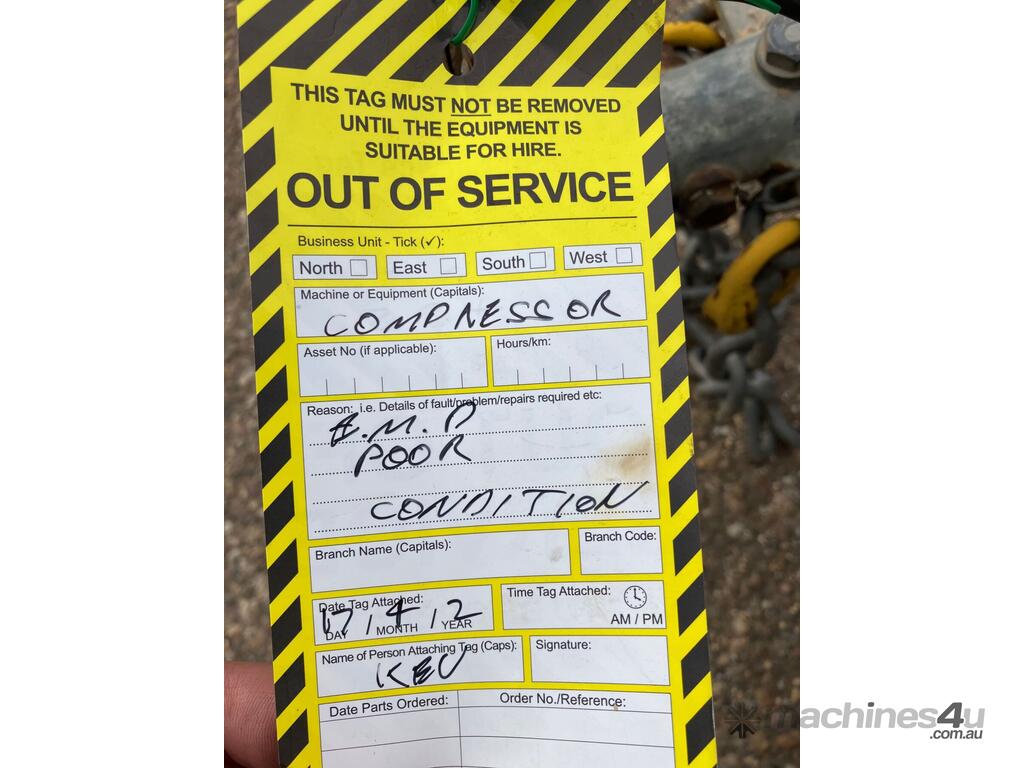 THIS TAG MUST NOT BE REMOVED
UNTIL THE EQUIPMENT IS
SUITABLE FOR HIRE.
OUT OF SERVICE
Business Unit - Tick (✓):
North East South West
Machine or Equipment (Capitals):
COMPRESSOR
Asset No (if applicable): Hours/km:
Reason: i.e. Details of fault/problem/repairs required etc:
POOR
CONDITION
Branch Name (Capitals): Branch Code:
Date Tag Attached: Time Tag Attached:
17 / 4 / 2
DAY MONTH YEAR AM / PM
Name of Person Attaching Tag (Caps): Signature:
KEV
Date Parts Ordered: Order No./Reference:
machines4u
.com.au